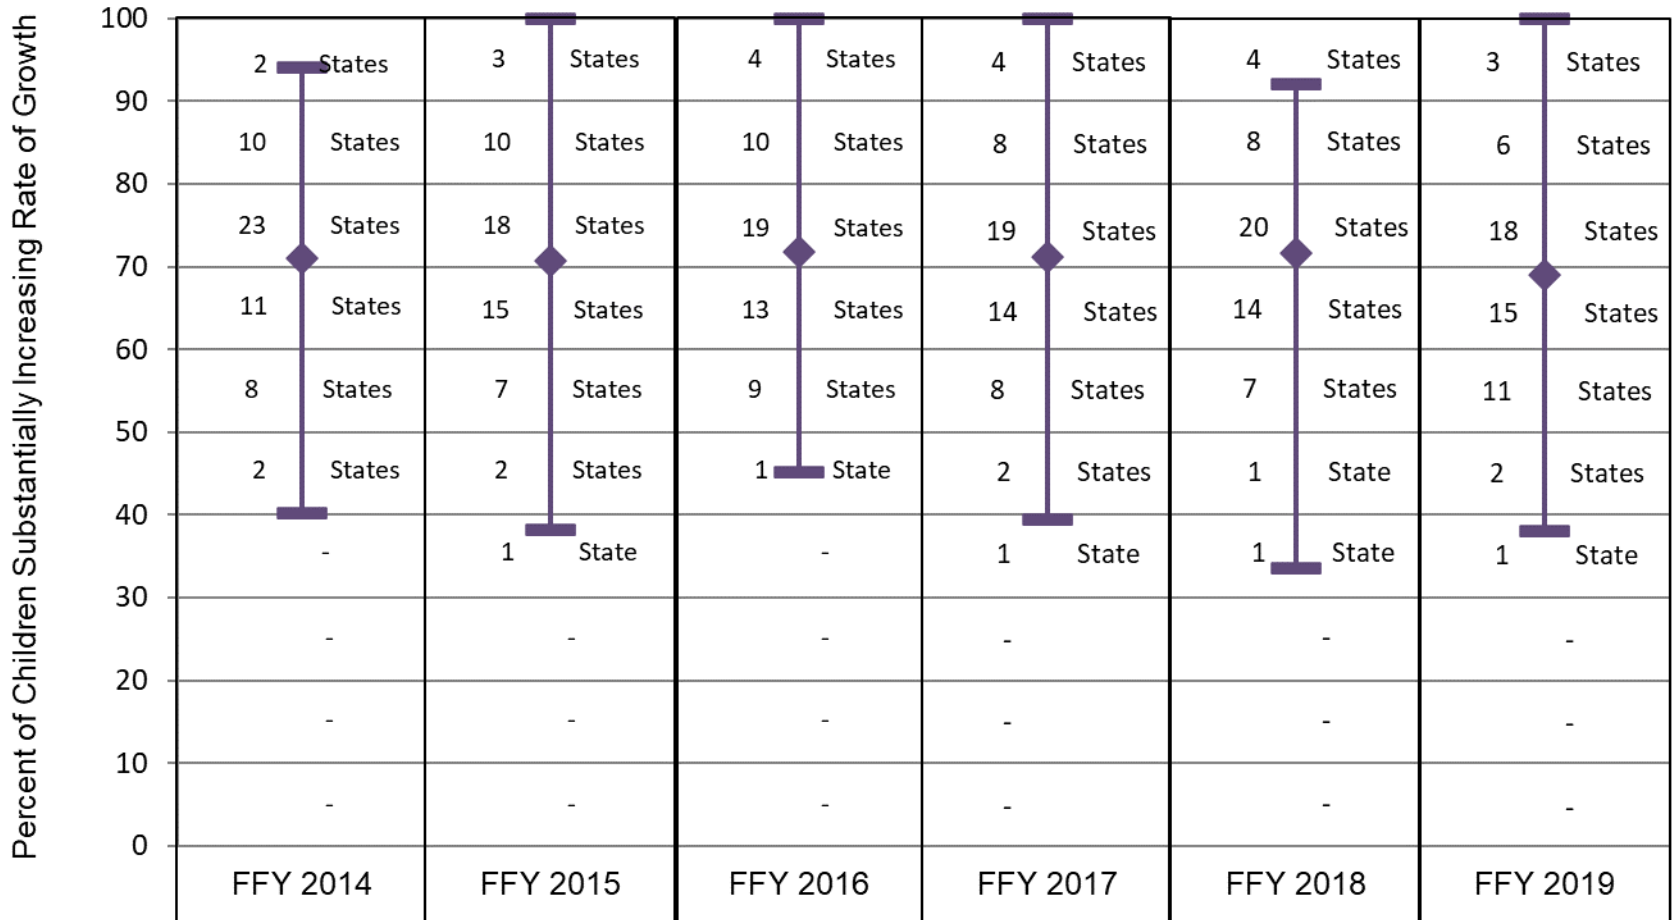 Percent of Children Substantially Increasing Rate of Growth
100
2 States 3 States 4 States 4 States 4 States 3 States
90
10 States 10 States 10 States 8 States 8 States 6 States
80
23 States 18 States 19 States 19 States 20 States 18 States
70
11 States 15 States 13 States 14 States 14 States 15 States
60
8 States 7 States 9 States 8 States 7 States 11 States
50
2 States 2 States 1 State 2 States 1 State 2 States
40
- 1 State - 1 State 1 State 1 State
30
- - - - - -
20
- - - - - -
10
- - - - - -
0
FFY 2014 FFY 2015 FFY 2016 FFY 2017 FFY 2018 FFY 2019